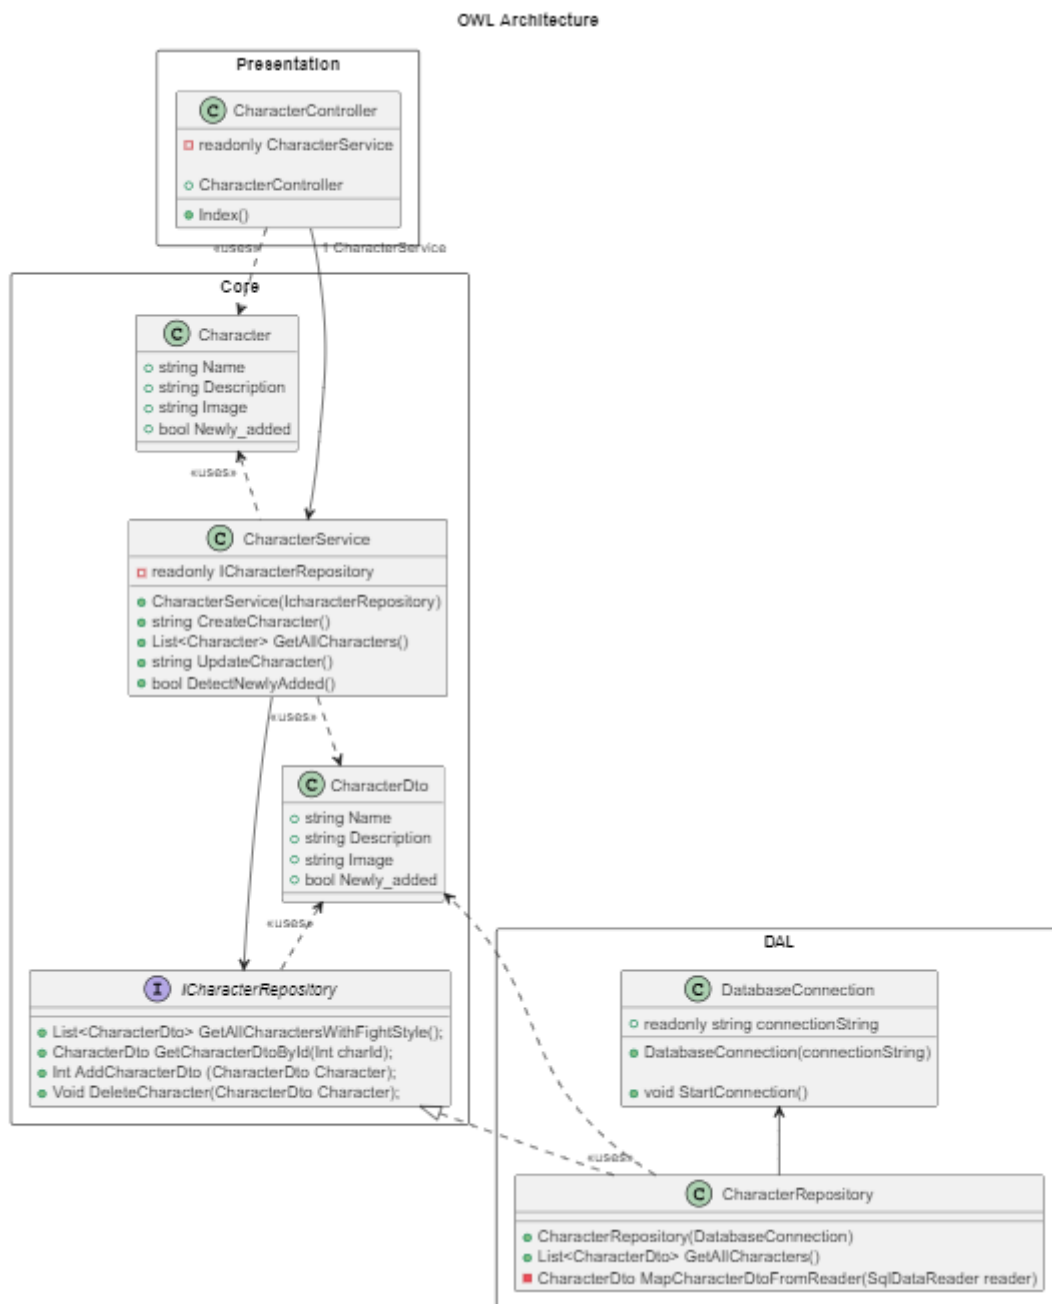 OWL Architecture
Presentation
C CharacterController
readonly CharacterService
CharacterController
Index()
«uses»
1 CharacterService
Core
C Character
string Name
string Description
string Image
bool Newly_added
«uses»
C CharacterService
readonly ICharacterRepository
CharacterService(IcharacterRepository)
string CreateCharacter()
List<Character> GetAllCharacters()
string UpdateCharacter()
bool DetectNewlyAdded()
«uses»
C CharacterDto
string Name
string Description
string Image
bool Newly_added
«uses»
I ICharacterRepository
List<CharacterDto> GetAllCharactersWithFightStyle();
CharacterDto GetCharacterDtoById(Int charId);
Int AddCharacterDto (CharacterDto Character);
Void DeleteCharacter(CharacterDto Character);
DAL
C DatabaseConnection
readonly string connectionString
DatabaseConnection(connectionString)
void StartConnection()
«uses»
C CharacterRepository
CharacterRepository(DatabaseConnection)
List<CharacterDto> GetAllCharacters()
CharacterDto MapCharacterDtoFromReader(SqlDataReader reader)